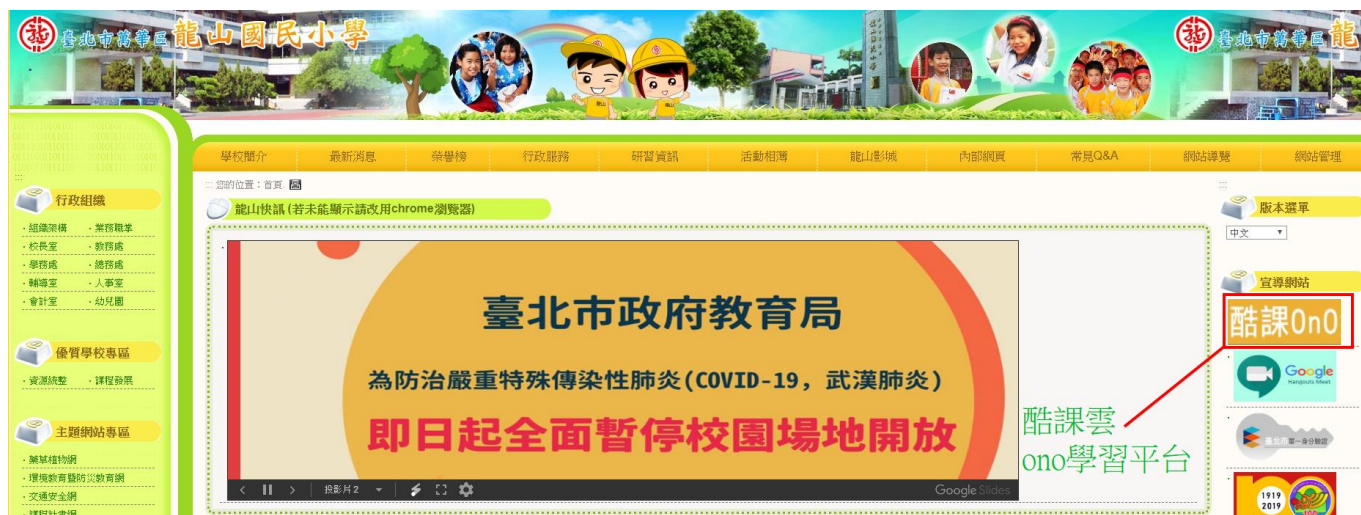 臺北市萬華區龍山國民小學
臺北市萬華區龍
學校簡介 最新消息 榮譽榜 行政服務 研習資訊 活動相簿 龍山影城 內部網頁 常見Q&A 網站導覽 網站管理
您的位置：首頁
行政組織
· 組織架構 · 業務職掌
· 校長室 · 教務處
· 學務處 · 總務處
· 輔導室 · 人事室
· 會計室 · 幼兒園
優質學校專區
· 資源統整 · 課程發展
主題網站專區
· 藥草植物網
· 環境教育暨防災教育網
· 交通安全網
· 課程計畫網
龍山快訊 (若未能顯示請改用chrome瀏覽器)
臺北市政府教育局
為防治嚴重特殊傳染性肺炎(COVID-19, 武漢肺炎)
即日起全面暫停校園場地開放
投影片 2
Google Slides
酷課雲
ono學習平台
版本選單
中文
宣導網站
酷課OnO
Google
Hangouts Meet
臺北市單一身分驗證
1919
2019